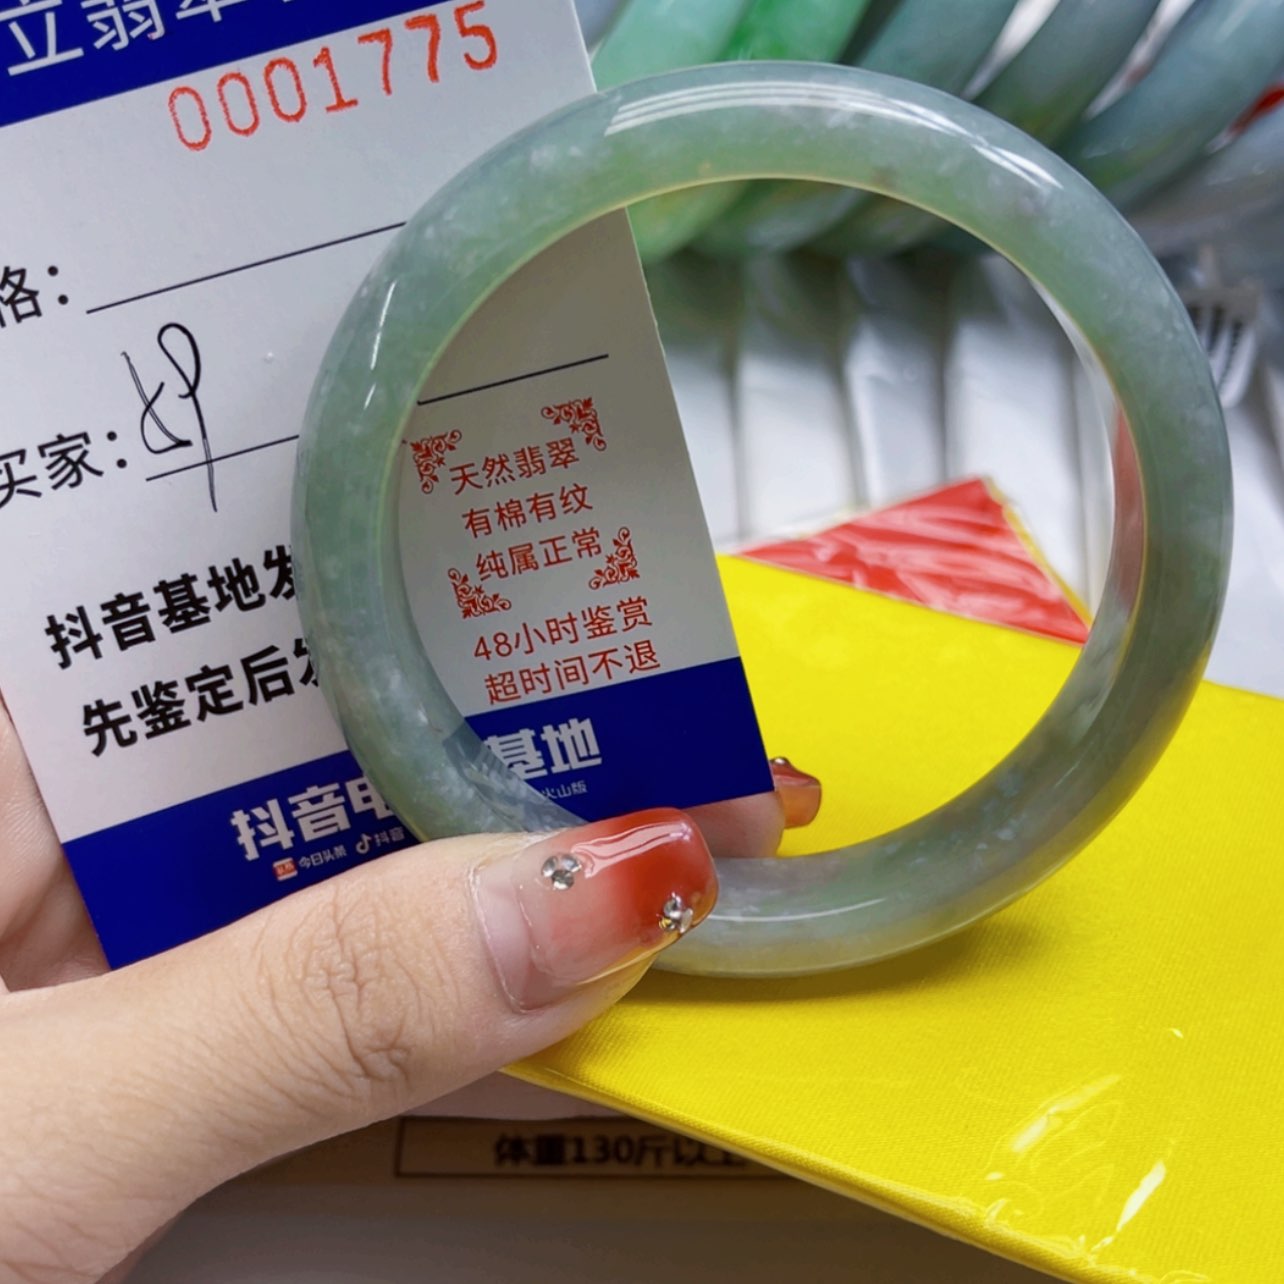 立翡翠
0001775
格：
买家：
天然翡翠
有棉有纹
纯属正常
48小时鉴赏
超时间不退
抖音基地发
先鉴定后发
抖音电
基地
今日头条 抖音
火山版
体重130斤以上